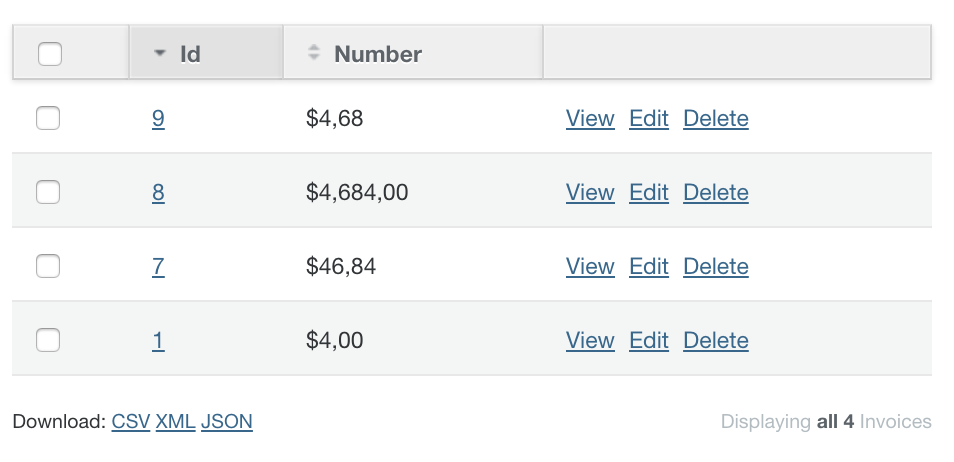 Id Number
9 $4,68 View Edit Delete
8 $4,684,00 View Edit Delete
7 $46,84 View Edit Delete
1 $4,00 View Edit Delete
Download: CSV XML JSON Displaying all 4 Invoices